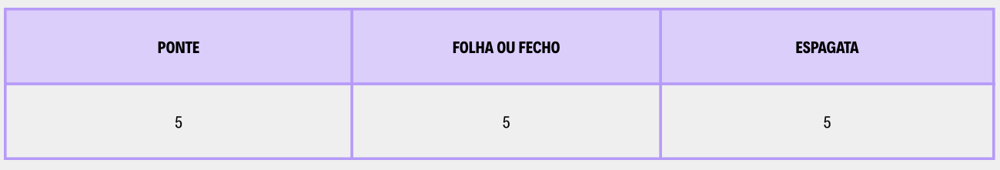 PONTE FOLHA OU FECHO ESPAGATA
5 5 5